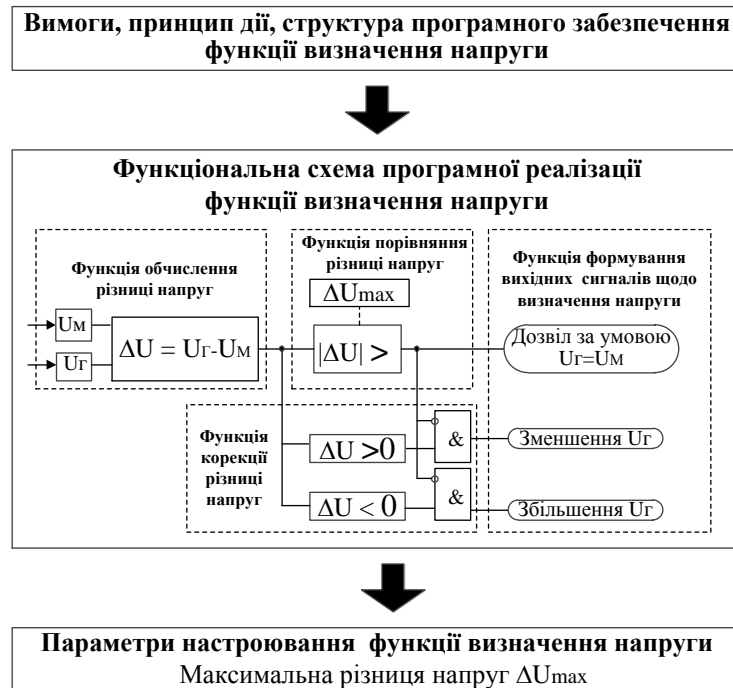 Вимоги, принцип дії, структура програмного забезпечення
функції визначення напруги
Функціональна схема програмної реалізації
функції визначення напруги
Функція обчислення
різниці напруг
Uм
Uг
ΔU = Uг-Uм
Функція порівняння
різниці напруг
ΔUmax
|ΔU| >
Функція формування
вихідних сигналів щодо
визначення напруги
Дозвіл за умовою
Uг=Uм
Функція
корекції
різниці
напруг
ΔU >0
&
Зменшення Uг
ΔU < 0
&
Збільшення Uг
Параметри настроювання функції визначення напруги
Максимальна різниця напруг ΔUmax